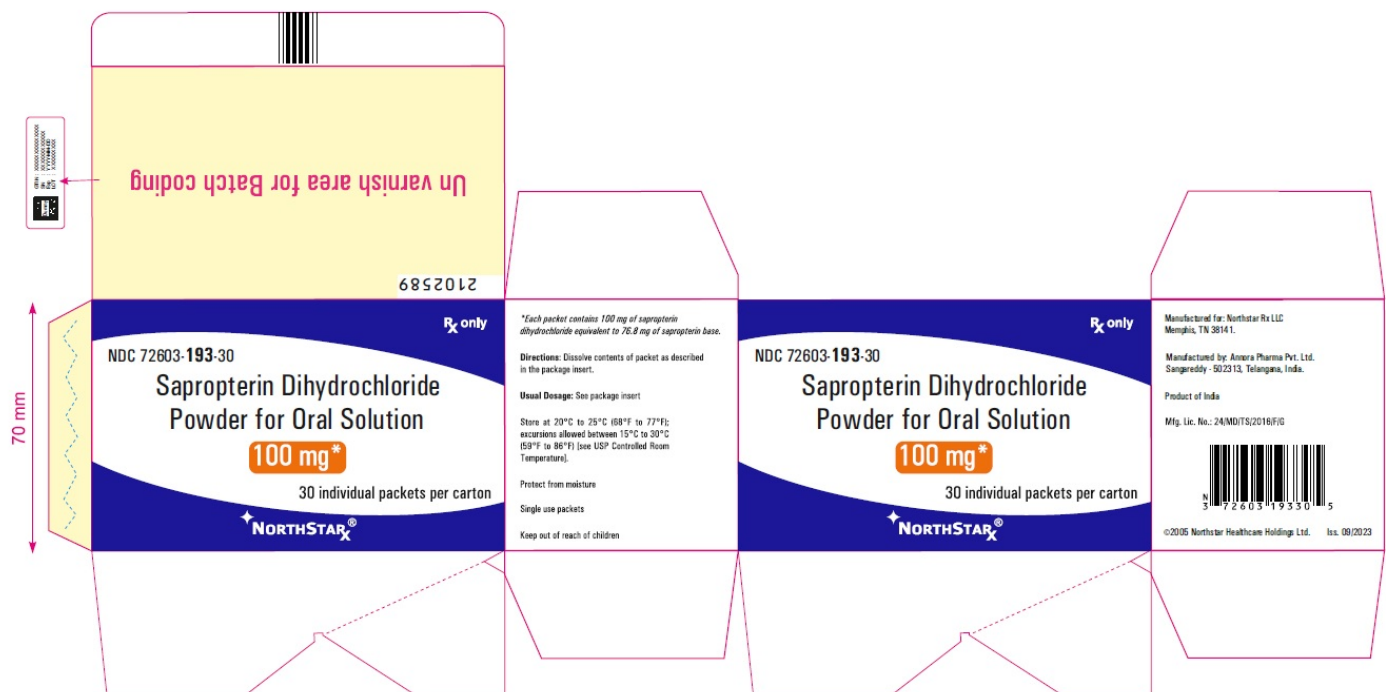 Un varnish area for Batch coding
2102589
70 mm
Rx only
NDC 72603-193-30
Sapropterin Dihydrochloride
Powder for Oral Solution
100 mg*
30 individual packets per carton
NORTHSTARx®
*Each packet contains 100 mg of sapropterin
dihydrochloride equivalent to 76.8 mg of sapropterin base.
Directions: Dissolve contents of packet as described
in the package insert.
Usual Dosage: See package insert
Store at 20°C to 25°C (68°F to 77°F);
excursions allowed between 15°C to 30°C
(59°F to 86°F) [see USP Controlled Room
Temperature].
Protect from moisture
Single use packets
Keep out of reach of children
Rx only
NDC 72603-193-30
Sapropterin Dihydrochloride
Powder for Oral Solution
100 mg*
30 individual packets per carton
NORTHSTARx®
Manufactured for: Northstar Rx LLC
Memphis, TN 38141.
Manufactured by: Annora Pharma Pvt. Ltd.
Sangareddy - 502313, Telangana, India.
Product of India
Mfg. Lic. No.: 24/MD/TS/2016/F/G
N
3 72603 19330 5
©2005 Northstar Healthcare Holdings Ltd. Iss. 09/2023